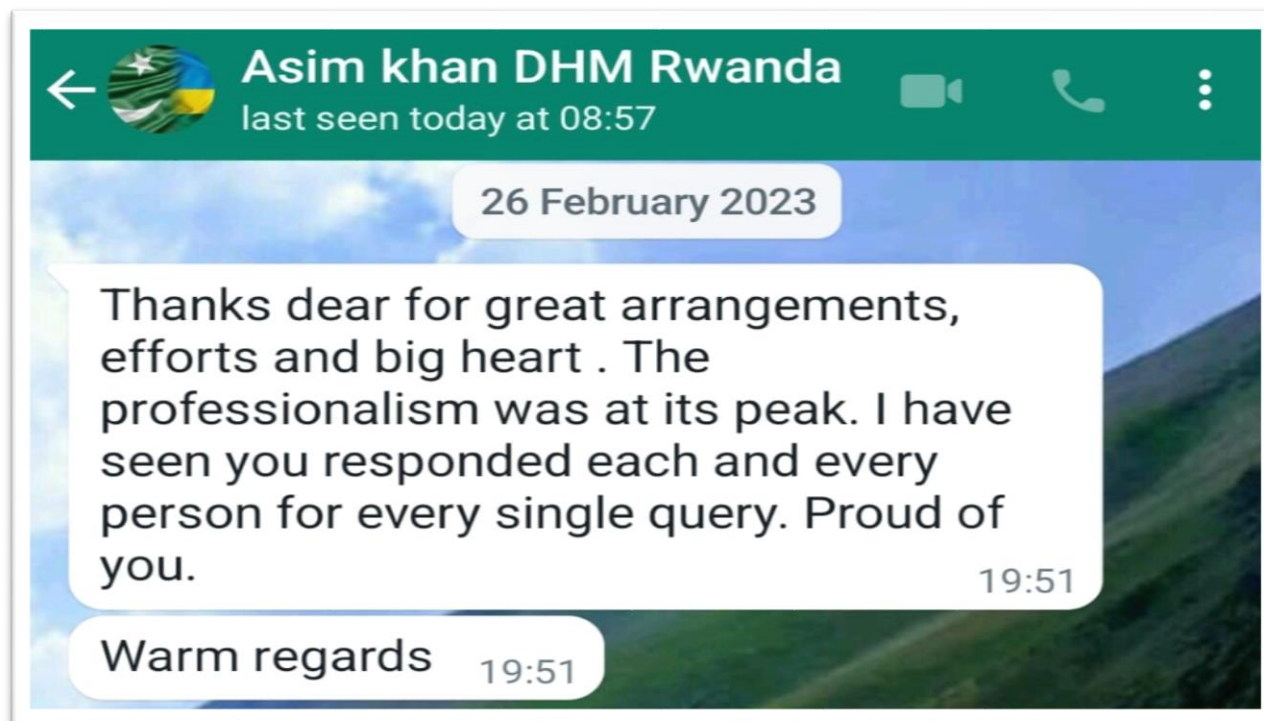 Asim khan DHM Rwanda
last seen today at 08:57
26 February 2023
Thanks dear for great arrangements,
efforts and big heart . The
professionalism was at its peak. I have
seen you responded each and every
person for every single query. Proud of
you.
19:51
Warm regards
19:51